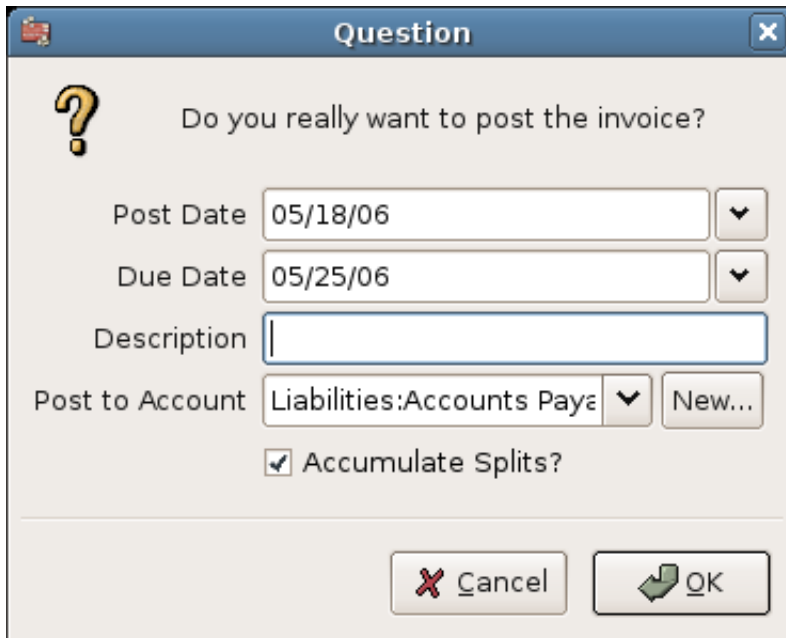 Question
Do you really want to post the invoice?
Post Date 05/18/06
Due Date 05/25/06
Description
Post to Account Liabilities:Accounts Paya New...
Accumulate Splits?
Cancel OK